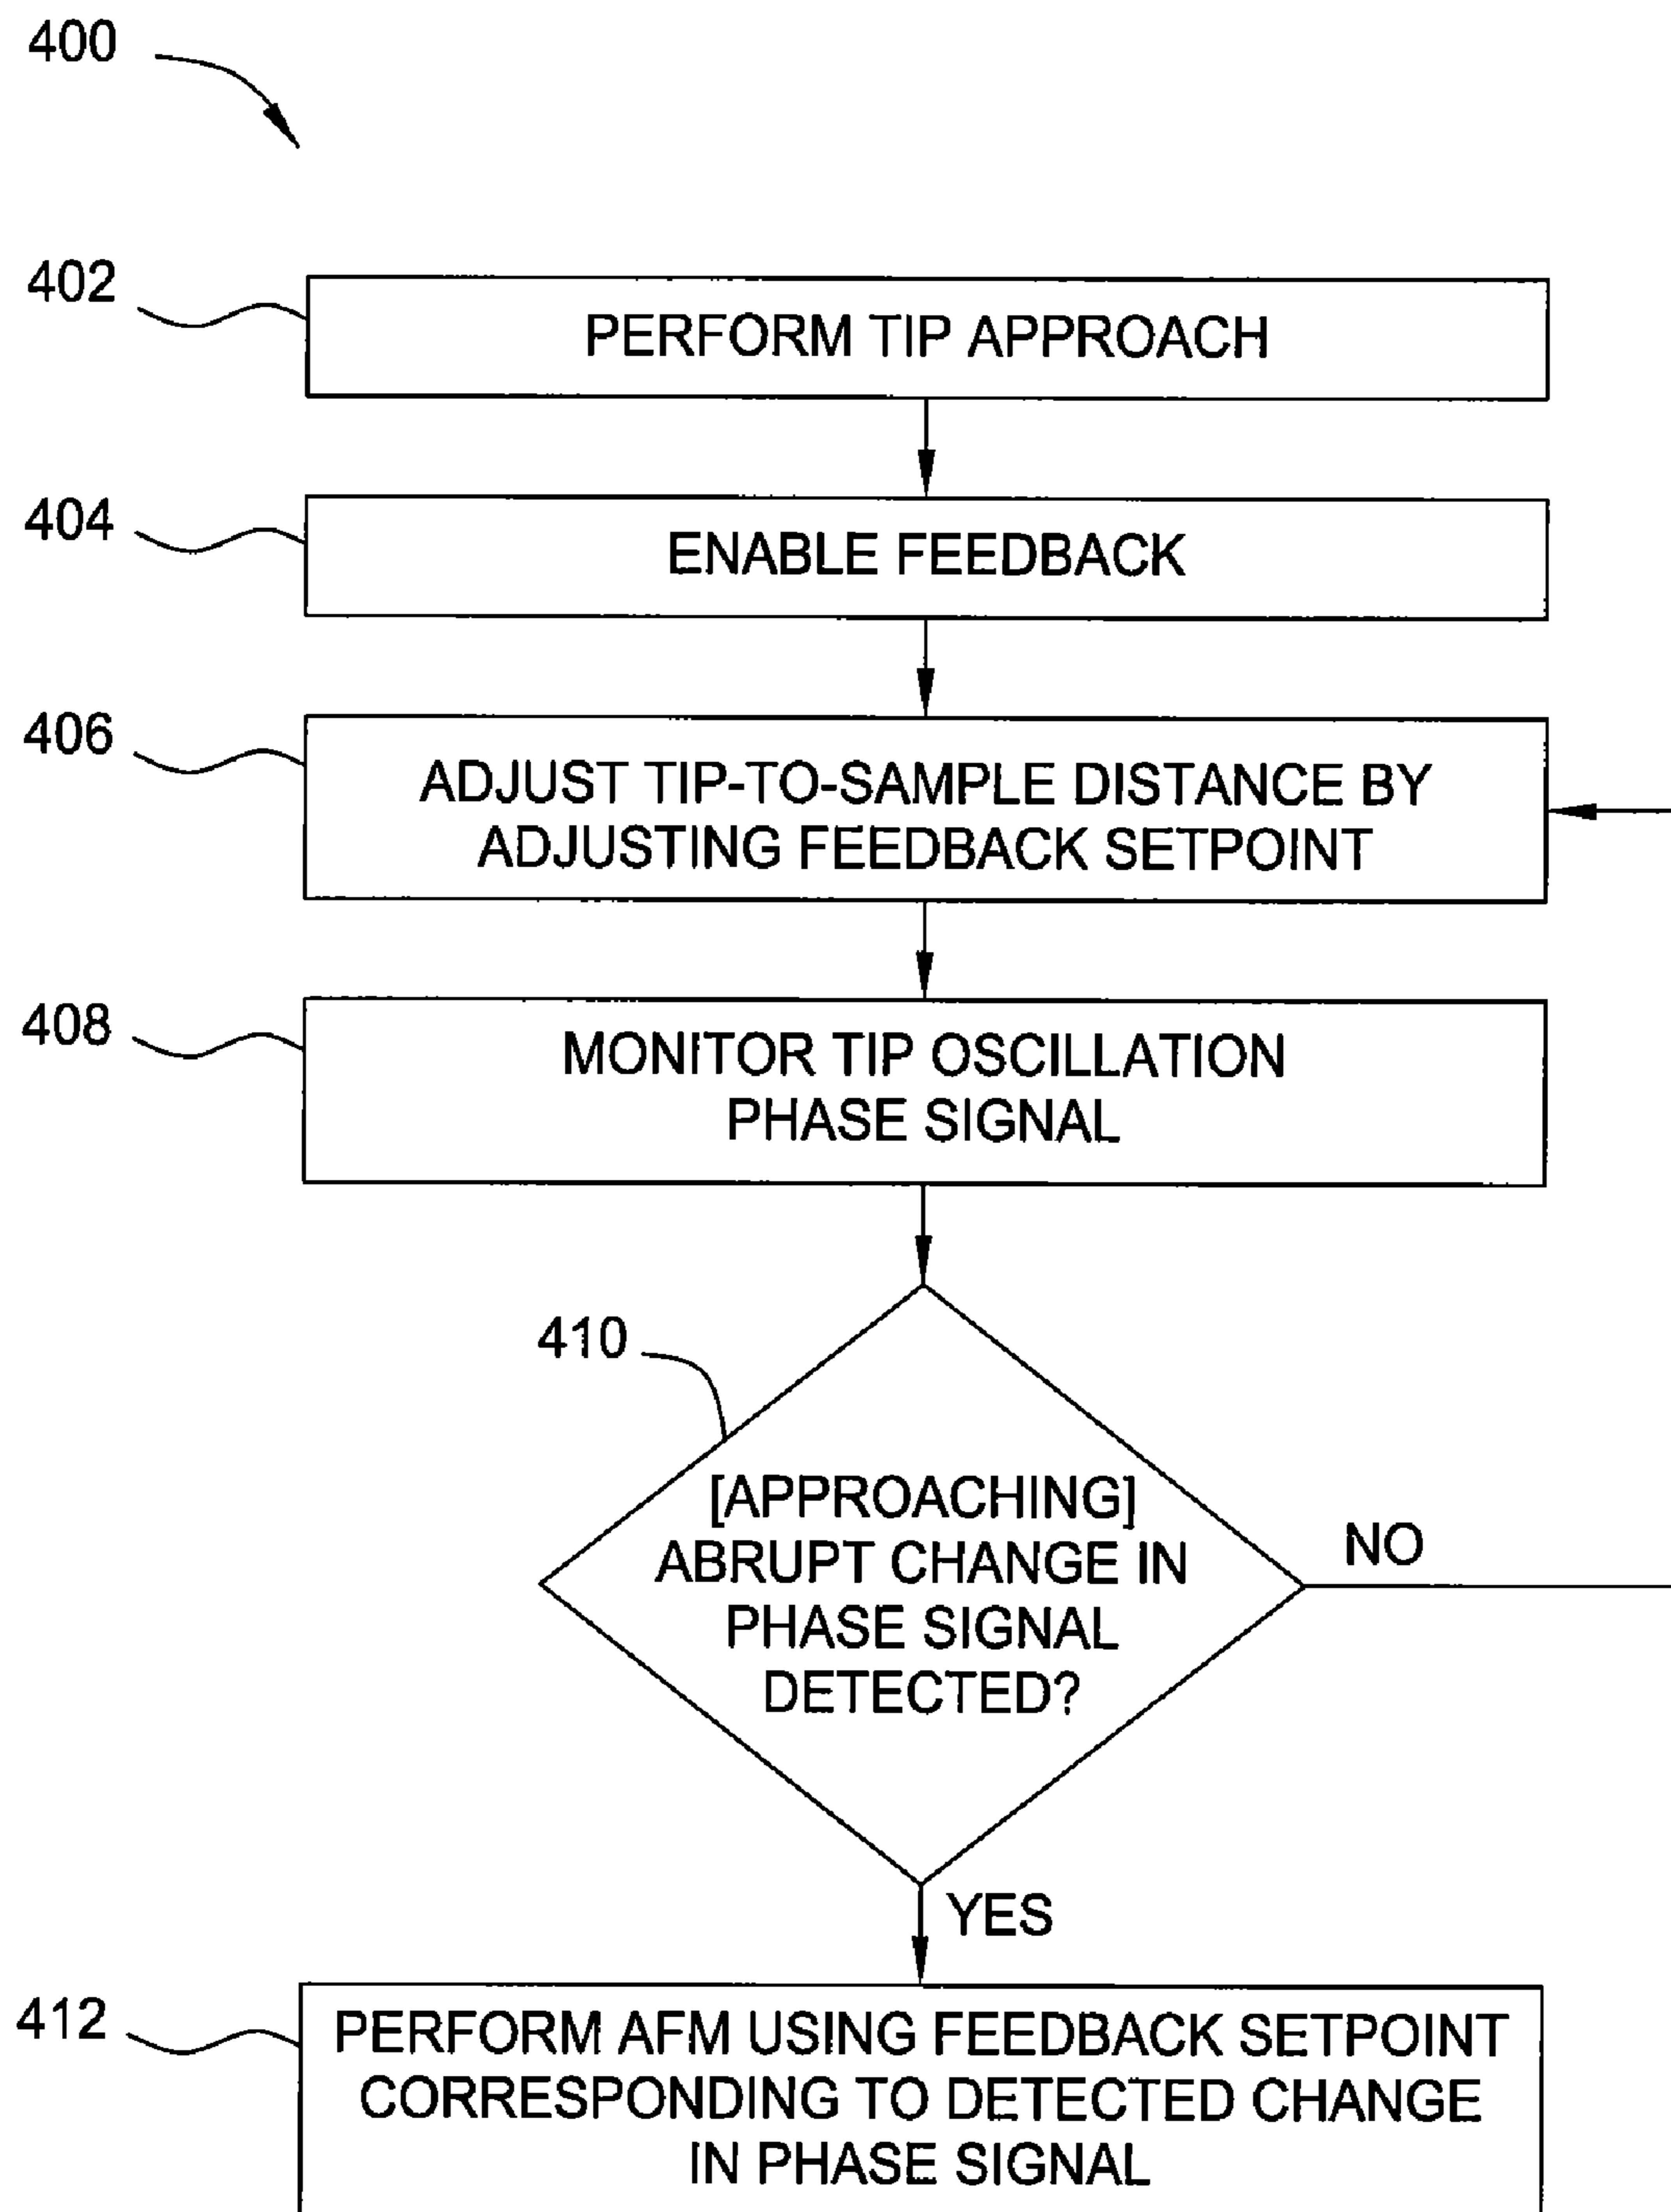 400
402
PERFORM TIP APPROACH
404
ENABLE FEEDBACK
406
ADJUST TIP-TO-SAMPLE DISTANCE BY
ADJUSTING FEEDBACK SETPOINT
408
MONITOR TIP OSCILLATION
PHASE SIGNAL
410
[APPROACHING]
ABRUPT CHANGE IN
PHASE SIGNAL
DETECTED?
NO
YES
412
PERFORM AFM USING FEEDBACK SETPOINT
CORRESPONDING TO DETECTED CHANGE
IN PHASE SIGNAL